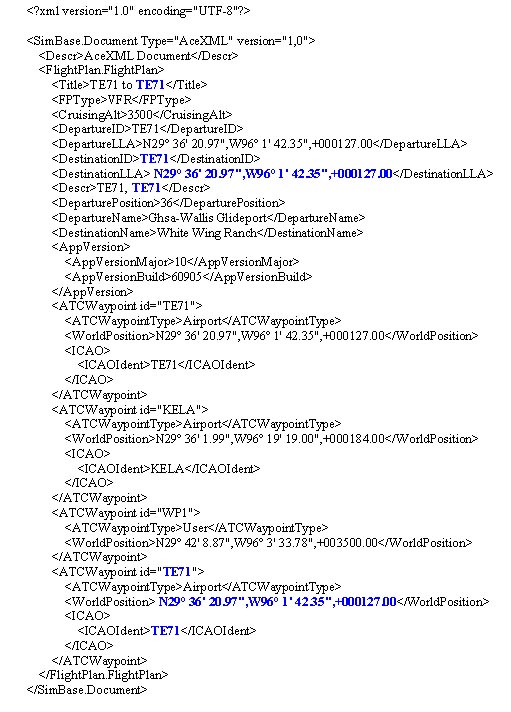 <?xml version="1.0" encoding="UTF-8"?>
<SimBase.Document Type="AceXML" version="1,0">
<Descr>AceXML Document</Descr>
<FlightPlan.FlightPlan>
<Title>TE71 to TE71</Title>
<FPType>VFR</FPType>
<CruisingAlt>3500</CruisingAlt>
<DepartureID>TE71</DepartureID>
<DepartureLLA>N29° 36' 20.97",W96° 1' 42.35",+000127.00</DepartureLLA>
<DestinationID>TE71</DestinationID>
<DestinationLLA> N29° 36' 20.97",W96° 1' 42.35",+000127.00</DestinationLLA>
<Descr>TE71, TE71</Descr>
<DeparturePosition>36</DeparturePosition>
<DepartureName>Ghsa-Wallis Glideport</DepartureName>
<DestinationName>White Wing Ranch</DestinationName>
<AppVersion>
<AppVersionMajor>10</AppVersionMajor>
<AppVersionBuild>60905</AppVersionBuild>
</AppVersion>
<ATCWaypoint id="TE71">
<ATCWaypointType>Airport</ATCWaypointType>
<WorldPosition>N29° 36' 20.97",W96° 1' 42.35",+000127.00</WorldPosition>
<ICAO>
<ICAOIdent>TE71</ICAOIdent>
</ICAO>
</ATCWaypoint>
<ATCWaypoint id="KELA">
<ATCWaypointType>Airport</ATCWaypointType>
<WorldPosition>N29° 36' 1.99",W96° 19' 19.00",+000184.00</WorldPosition>
<ICAO>
<ICAOIdent>KELA</ICAOIdent>
</ICAO>
</ATCWaypoint>
<ATCWaypoint id="WP1">
<ATCWaypointType>User</ATCWaypointType>
<WorldPosition>N29° 42' 8.87",W96° 3' 33.78",+003500.00</WorldPosition>
</ATCWaypoint>
<ATCWaypoint id="TE71">
<ATCWaypointType>Airport</ATCWaypointType>
<WorldPosition> N29° 36' 20.97",W96° 1' 42.35",+000127.00</WorldPosition>
<ICAO>
<ICAOIdent>TE71</ICAOIdent>
</ICAO>
</ATCWaypoint>
</FlightPlan.FlightPlan>
</SimBase.Document>